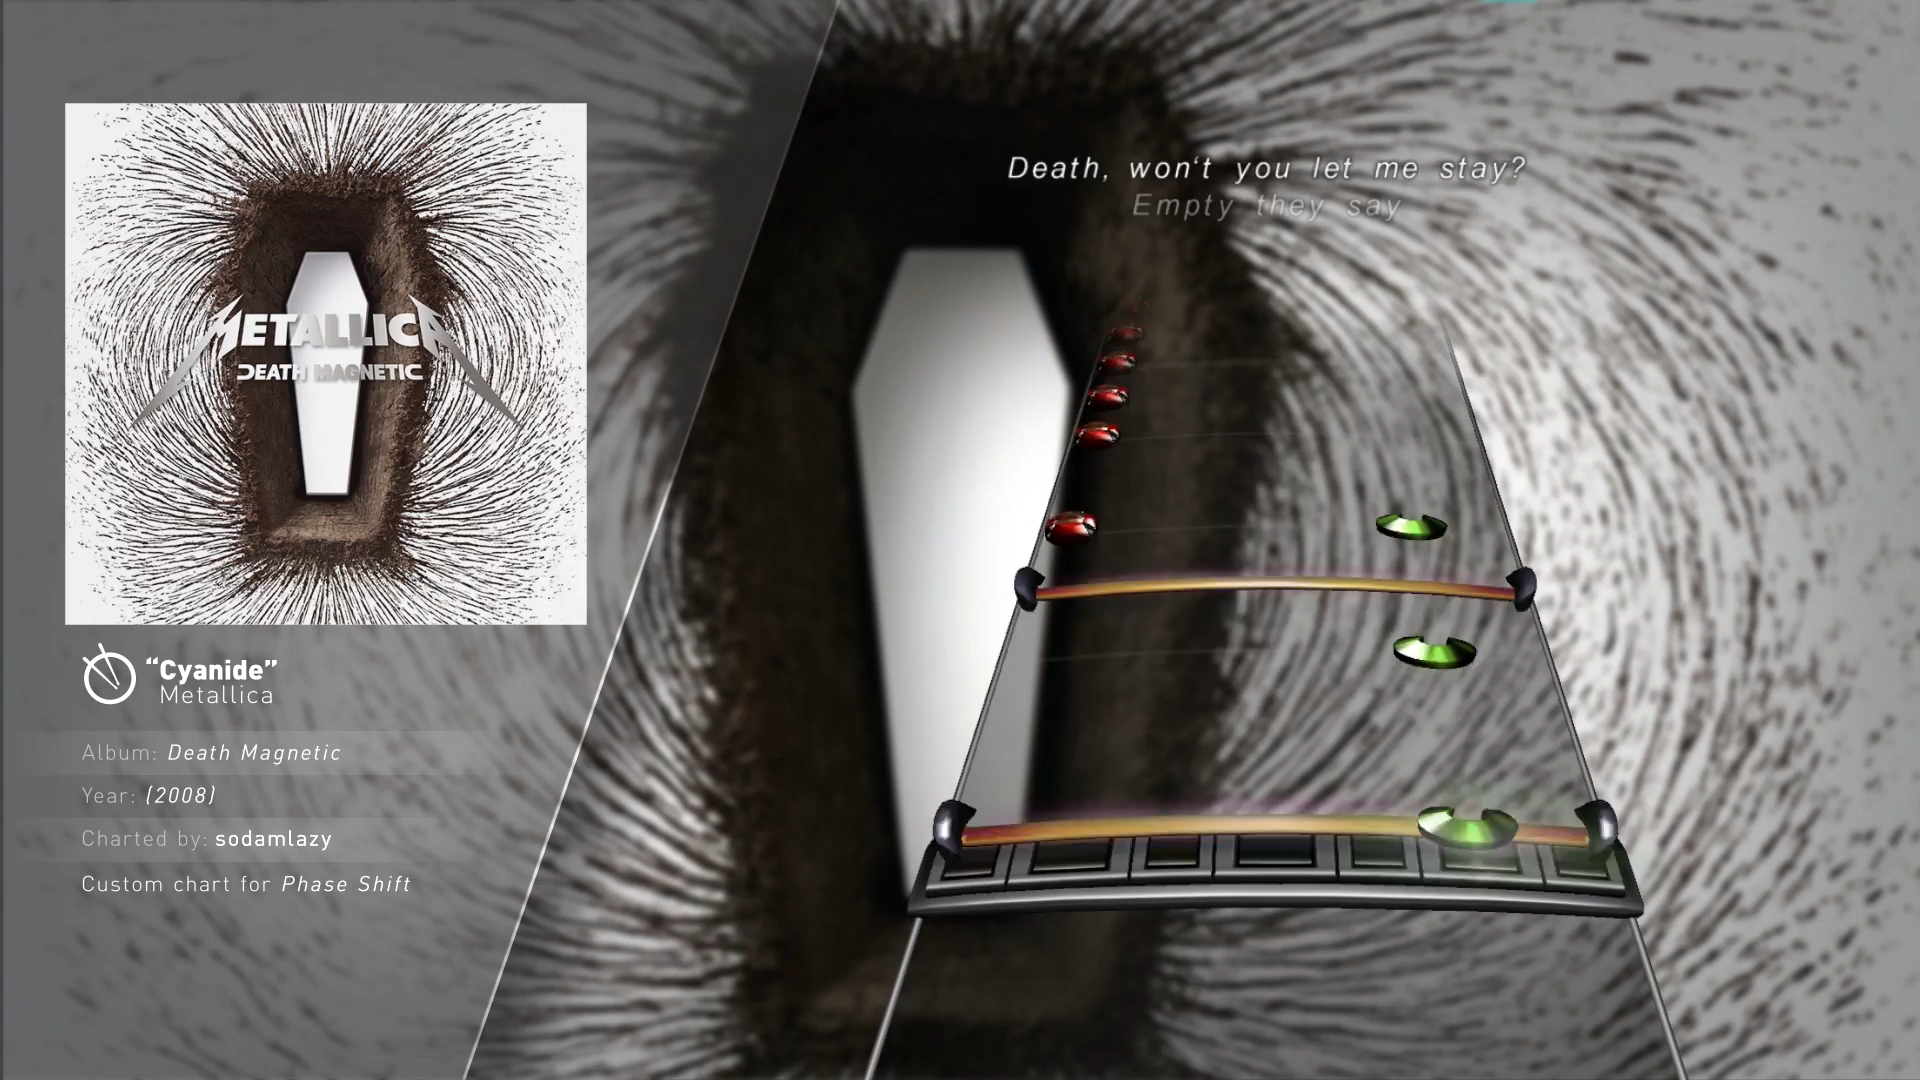 METALLICA
DEATH MAGNETIC
“Cyanide”
Metallica
Album: Death Magnetic
Year: (2008)
Charted by: sodamlazy
Custom chart for Phase Shift
Death, won‘t you let me stay?
Empty they say